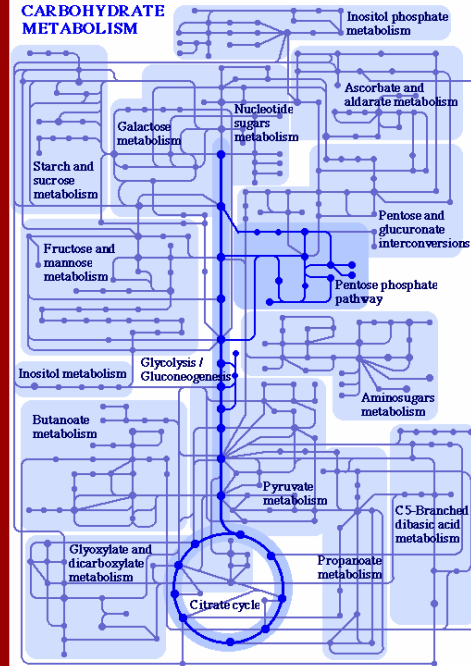 CARBOHYDRATE
METABOLISM
Inositol phosphate
metabolism
Ascorbate and
aldarate metabolism
Nucleotide
sugars
metabolism
Galactose
metabolism
Starch and
sucrose metabolism
Pentose and
glucuronate
interconversions
Fructose and
mannose
metabolism
Pentose phosphate
pathway
Glycolysis /
Gluconeogenesis
Inositol metabolism
Aminosugars
metabolism
Butanoate
metabolism
Pyruvate
metabolism
C5-Branched
dibasic acid
metabolism
Glyoxylate and
dicarboxylate
metabolism
Propanoate
metabolism
Citrate cycle